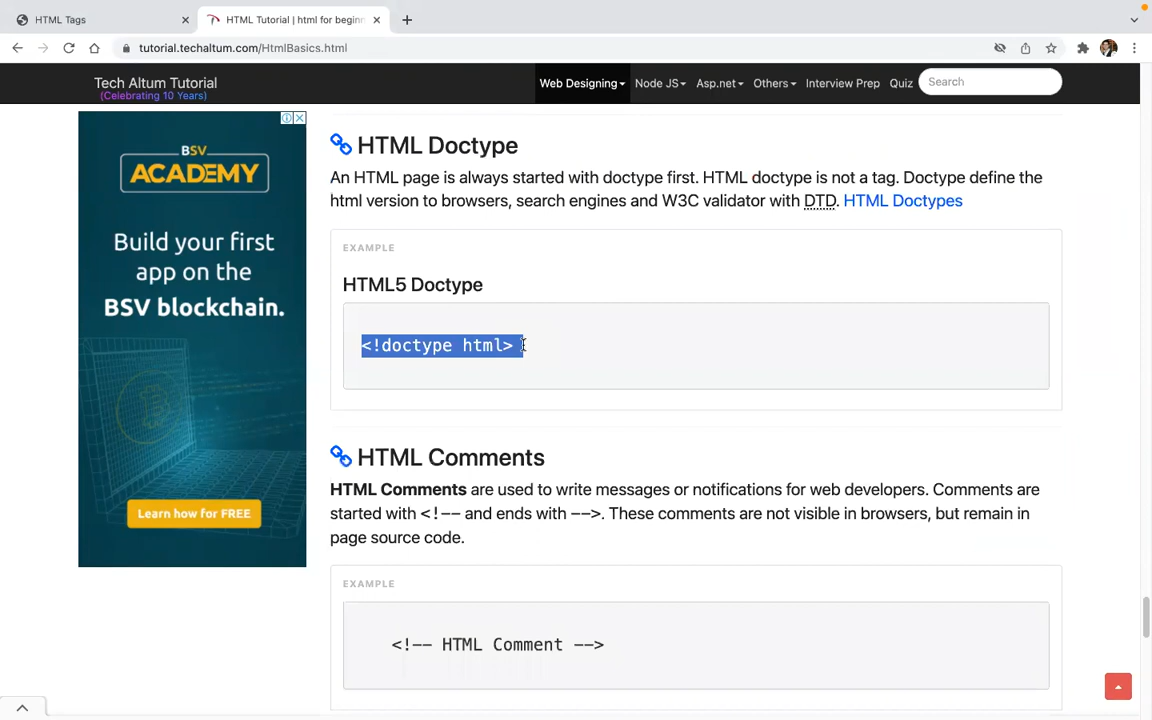 HTML Tags
HTML Tutorial | html for beginn
tutorial.techaltum.com/HtmlBasics.html
Tech Altum Tutorial
(Celebrating 10 Years)
Web Designing Node JS Asp.net Others Interview Prep Quiz Search
BSV
ACADEMY
Build your first
app on the
BSV blockchain.
Learn how for FREE
HTML Doctype
An HTML page is always started with doctype first. HTML doctype is not a tag. Doctype define the
html version to browsers, search engines and W3C validator with DTD. HTML Doctypes
EXAMPLE
HTML5 Doctype
<!doctype html>
HTML Comments
HTML Comments are used to write messages or notifications for web developers. Comments are
started with <!-- and ends with -->. These comments are not visible in browsers, but remain in
page source code.
EXAMPLE
<!-- HTML Comment -->